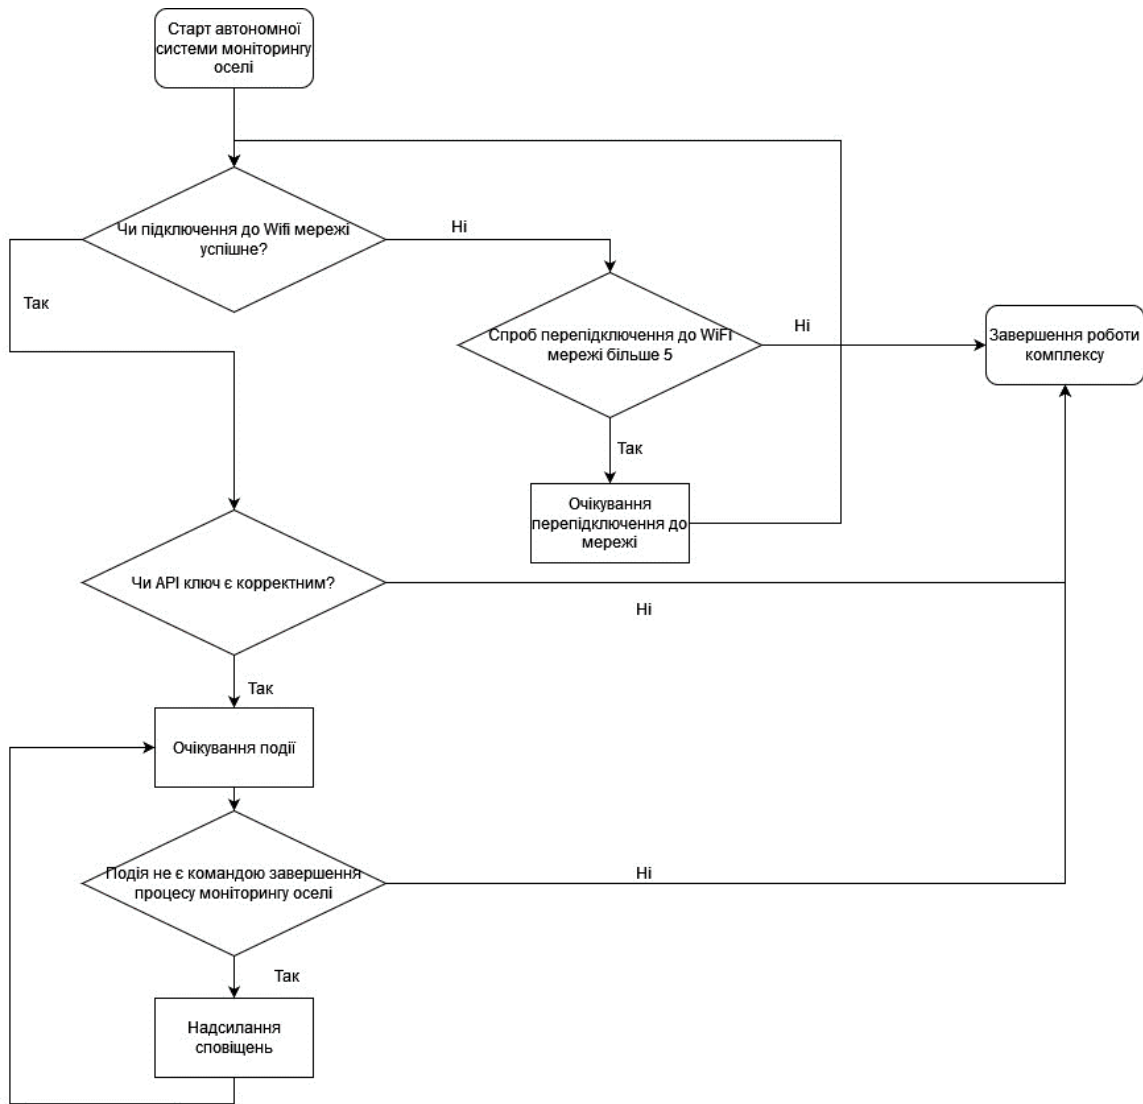 Старт автономної
системи моніторингу
оселі
Чи підключення до Wifi мережі
успішне?
Ні
Так
Спроб перепідключення до WiFi
мережі більше 5
Ні
Завершення роботи
комплексу
Так
Очікування
перепідключення до
мережі
Чи API ключ є корректним?
Ні
Так
Очікування події
Подія не є командою завершення
процесу моніторингу оселі
Ні
Так
Надсилання
сповіщень